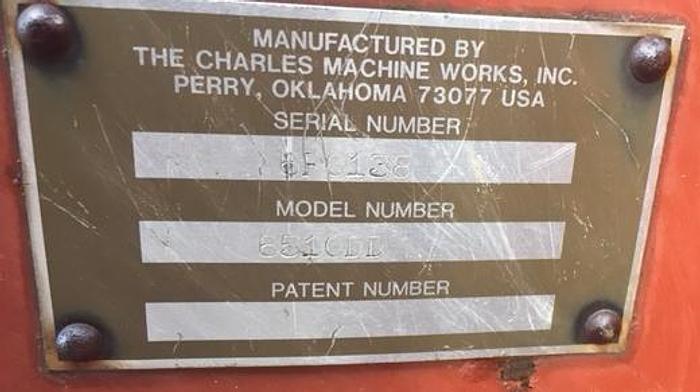 MANUFACTURED BY
THE CHARLES MACHINE WORKS, INC.
PERRY, OKLAHOMA 73077 USA
SERIAL NUMBER
MODEL NUMBER
6510DD
PATENT NUMBER